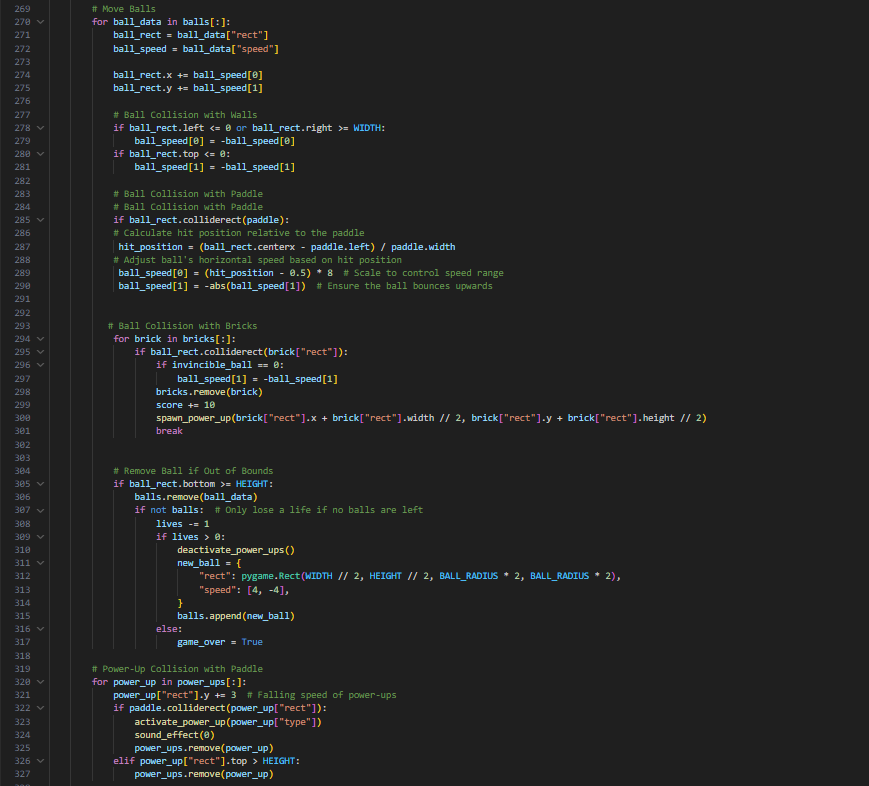 269 # Move Balls
270 for ball_data in balls[:]:
271 ball_rect = ball_data["rect"]
272 ball_speed = ball_data["speed"]
273
274 ball_rect.x += ball_speed[0]
275 ball_rect.y += ball_speed[1]
276
277 # Ball Collision with Walls
278 if ball_rect.left <= 0 or ball_rect.right >= WIDTH:
279 ball_speed[0] = -ball_speed[0]
280 if ball_rect.top <= 0:
281 ball_speed[1] = -ball_speed[1]
282
283 # Ball Collision with Paddle
284 # Ball Collision with Paddle
285 if ball_rect.colliderect(paddle):
286 # Calculate hit position relative to the paddle
287 hit_position = (ball_rect.centerx - paddle.left) / paddle.width
288 # Adjust ball's horizontal speed based on hit position
289 ball_speed[0] = (hit_position - 0.5) * 8 # Scale to control speed range
290 ball_speed[1] = -abs(ball_speed[1]) # Ensure the ball bounces upwards
291
292
293 # Ball Collision with Bricks
294 for brick in bricks[:]:
295 if ball_rect.colliderect(brick["rect"]):
296 if invincible_ball == 0:
297 ball_speed[1] = -ball_speed[1]
298 bricks.remove(brick)
299 score += 10
300 spawn_power_up(brick["rect"].x + brick["rect"].width // 2, brick["rect"].y + brick["rect"].height // 2)
301 break
302
303
304 # Remove Ball if Out of Bounds
305 if ball_rect.bottom >= HEIGHT:
306 balls.remove(ball_data)
307 if not balls: # Only lose a life if no balls are left
308 lives -= 1
309 if lives > 0:
310 deactivate_power_ups()
311 new_ball = {
312 "rect": pygame.Rect(WIDTH // 2, HEIGHT // 2, BALL_RADIUS * 2, BALL_RADIUS * 2),
313 "speed": [4, -4],
314 }
315 balls.append(new_ball)
316 else:
317 game_over = True
318
319 # Power-Up Collision with Paddle
320 for power_up in power_ups[:]:
321 power_up["rect"].y += 3 # Falling speed of power-ups
322 if paddle.colliderect(power_up["rect"]):
323 activate_power_up(power_up["type"])
324 sound_effect(0)
325 power_ups.remove(power_up)
326 elif power_up["rect"].top > HEIGHT:
327 power_ups.remove(power_up)